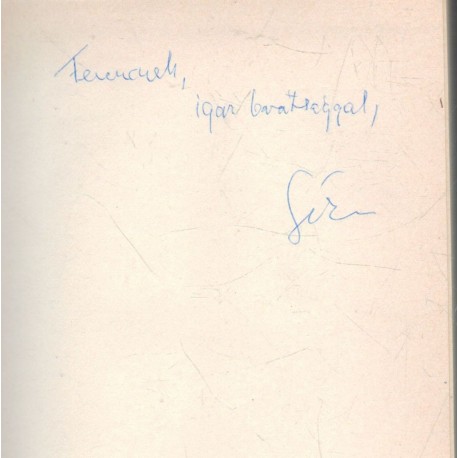 Ferencnek,
igaz barátsággal,
Géza